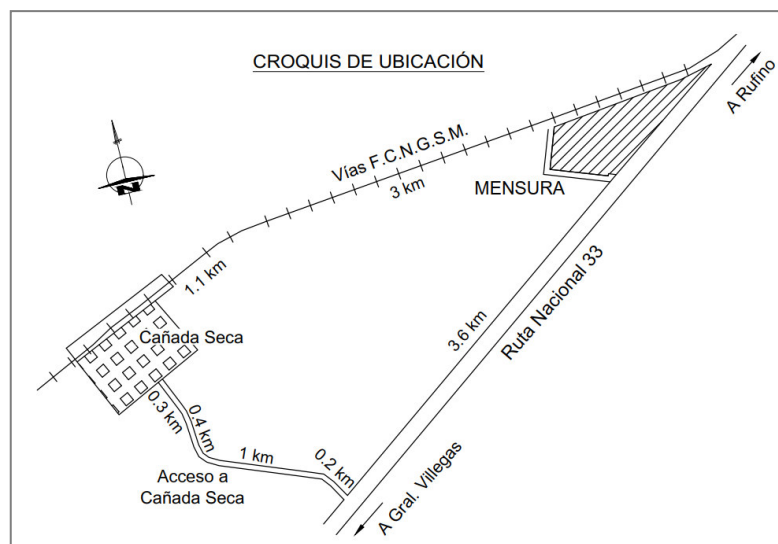 CROQUIS DE UBICACIÓN
A Rufino
Vías F.C.N.G.S.M.
3 km
MENSURA
N
1.1 km
Ruta Nacional 33
Cañada Seca
3.6 km
0.3 km
0.4 km
1 km
0.2 km
Acceso a
Cañada Seca
A Gral. Villegas